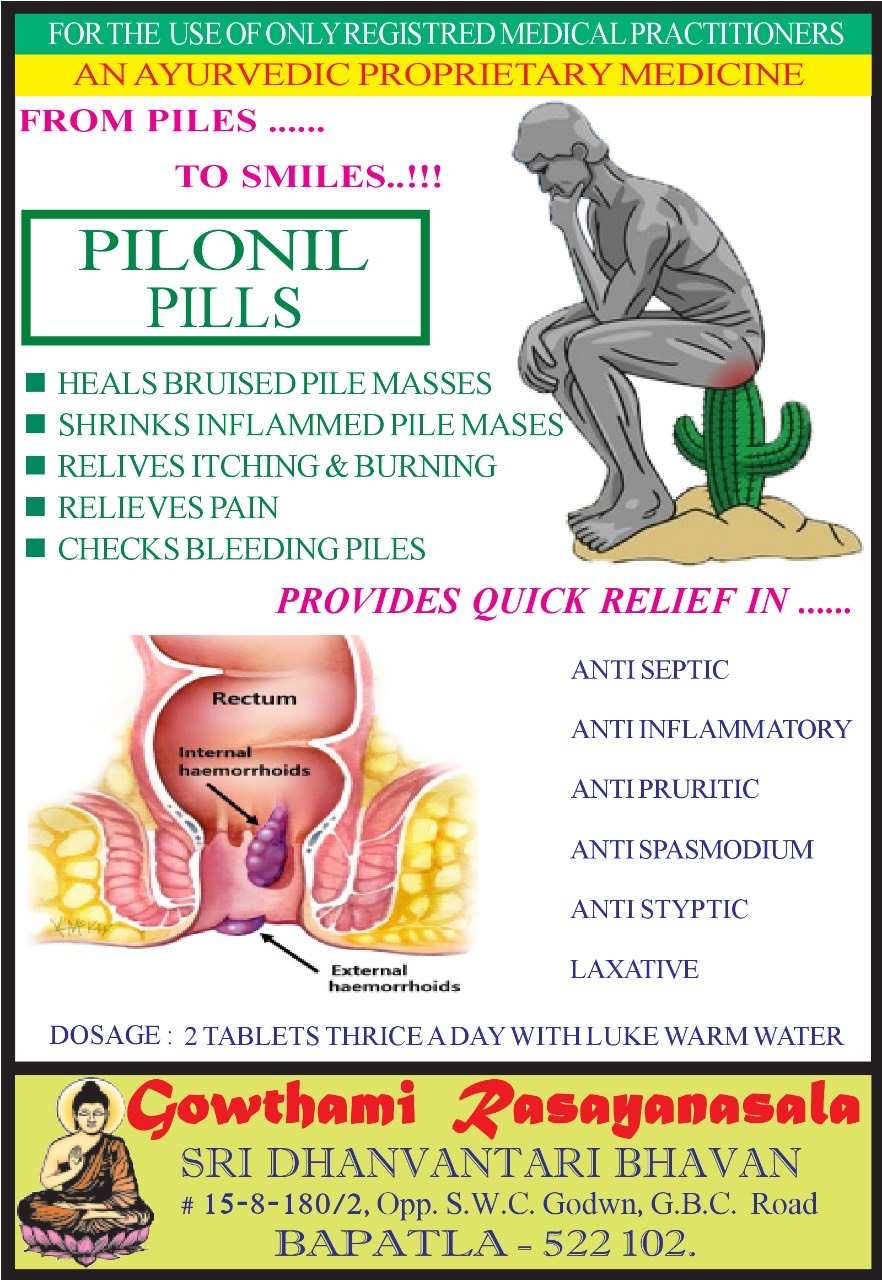 FOR THE USE OF ONLY REGISTRED MEDICAL PRACTITIONERS
AN AYURVEDIC PROPRIETARY MEDICINE
FROM PILES ......
TO SMILES..!!!
PILONIL
PILLS
HEALS BRUISED PILE MASSES
SHRINKS INFLAMMED PILE MASES
RELIVES ITCHING & BURNING
RELIEVES PAIN
CHECKS BLEEDING PILES
PROVIDES QUICK RELIEF IN ......
Rectum
Internal
haemorrhoids
External
haemorrhoids
ANTI SEPTIC
ANTI INFLAMMATORY
ANTI PRURITIC
ANTI SPASMODIUM
ANTI STYPTIC
LAXATIVE
DOSAGE : 2 TABLETS THRICE A DAY WITH LUKE WARM WATER
Gowthami Rasayanasala
SRI DHANVANTARI BHAVAN
# 15-8-180/2, Opp. S.W.C. Godwn, G.B.C. Road
BAPATLA - 522 102.